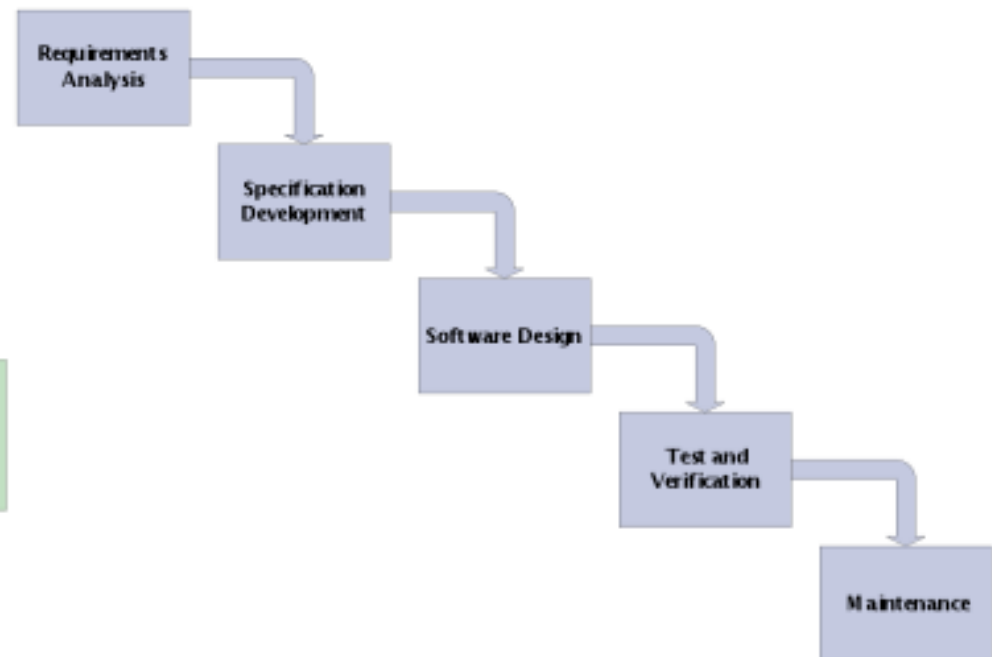 Requirements
Analysis
Specification
Development
Software Design
Test and
Verification
Maintenance